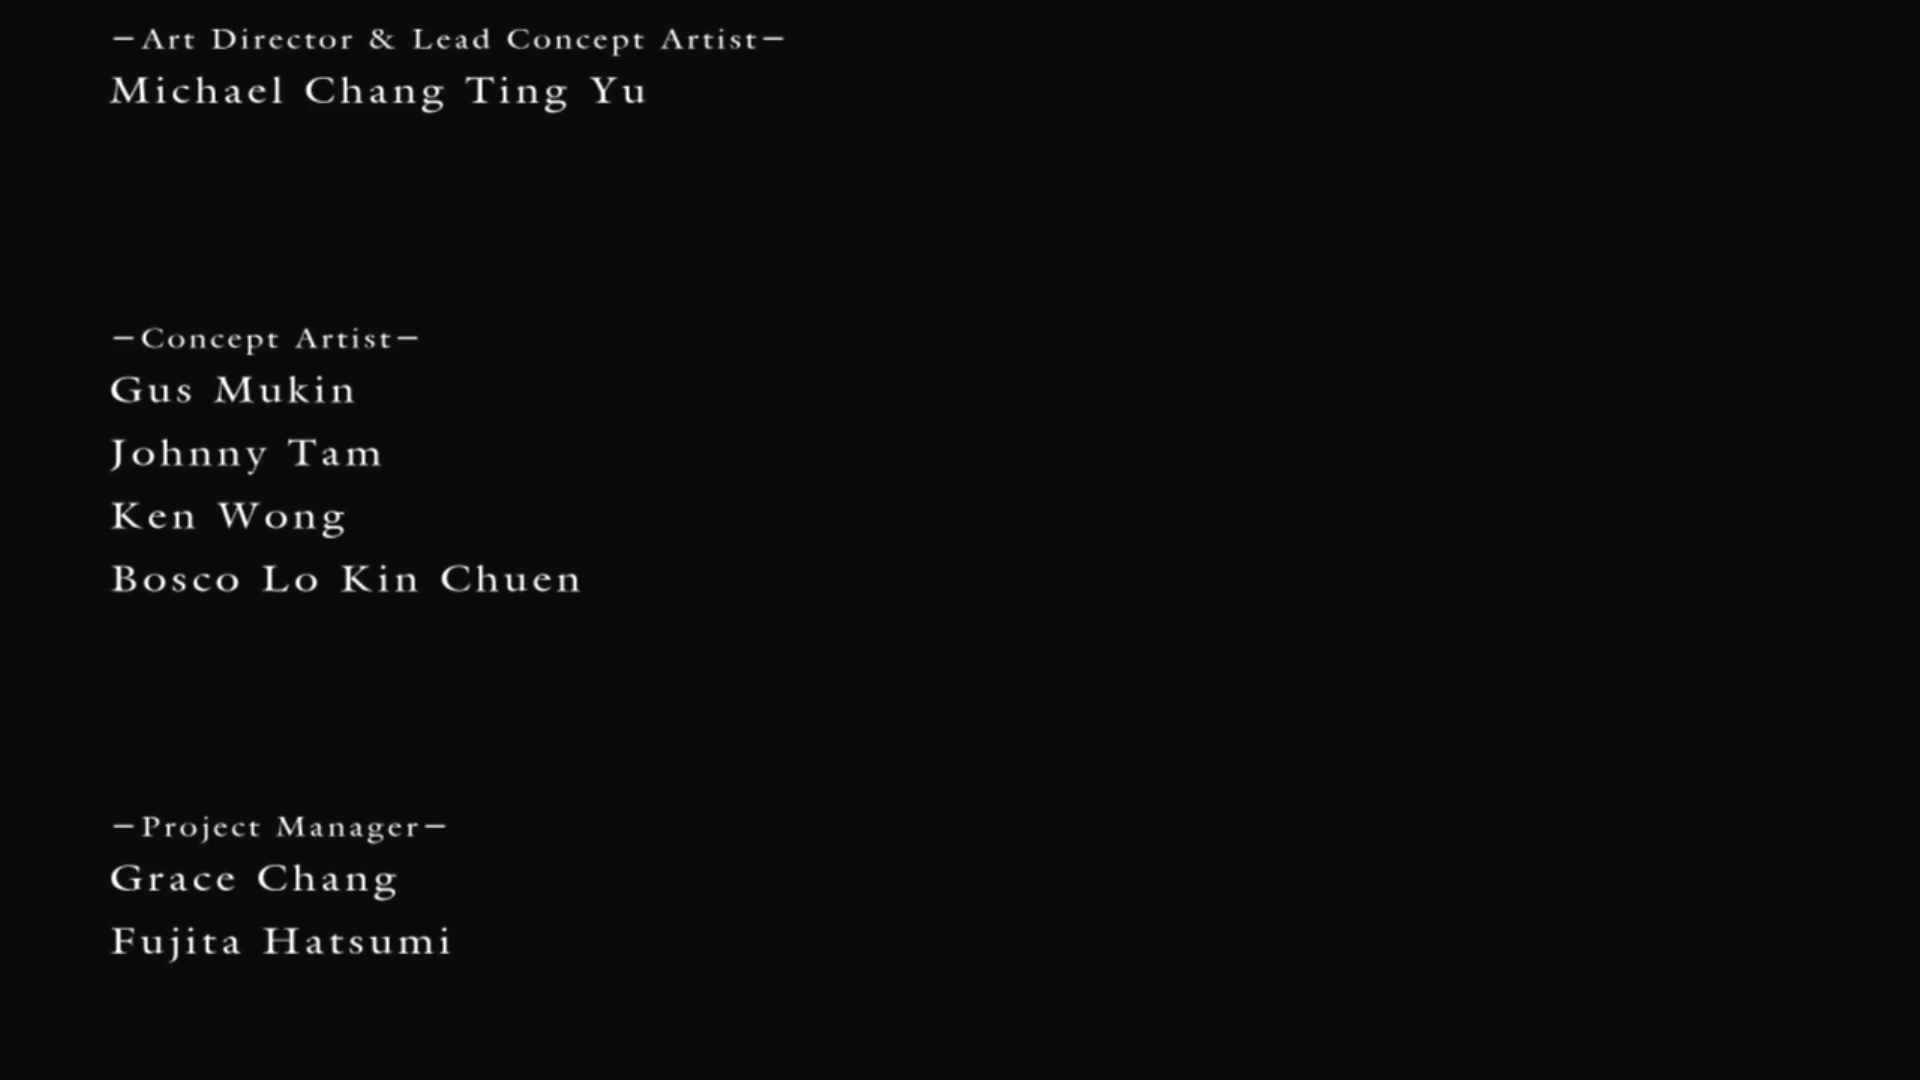 —Art Director & Lead Concept Artist—
Michael Chang Ting Yu
—Concept Artist—
Gus Mukin
Johnny Tam
Ken Wong
Bosco Lo Kin Chuen
—Project Manager—
Grace Chang
Fujita Hatsumi